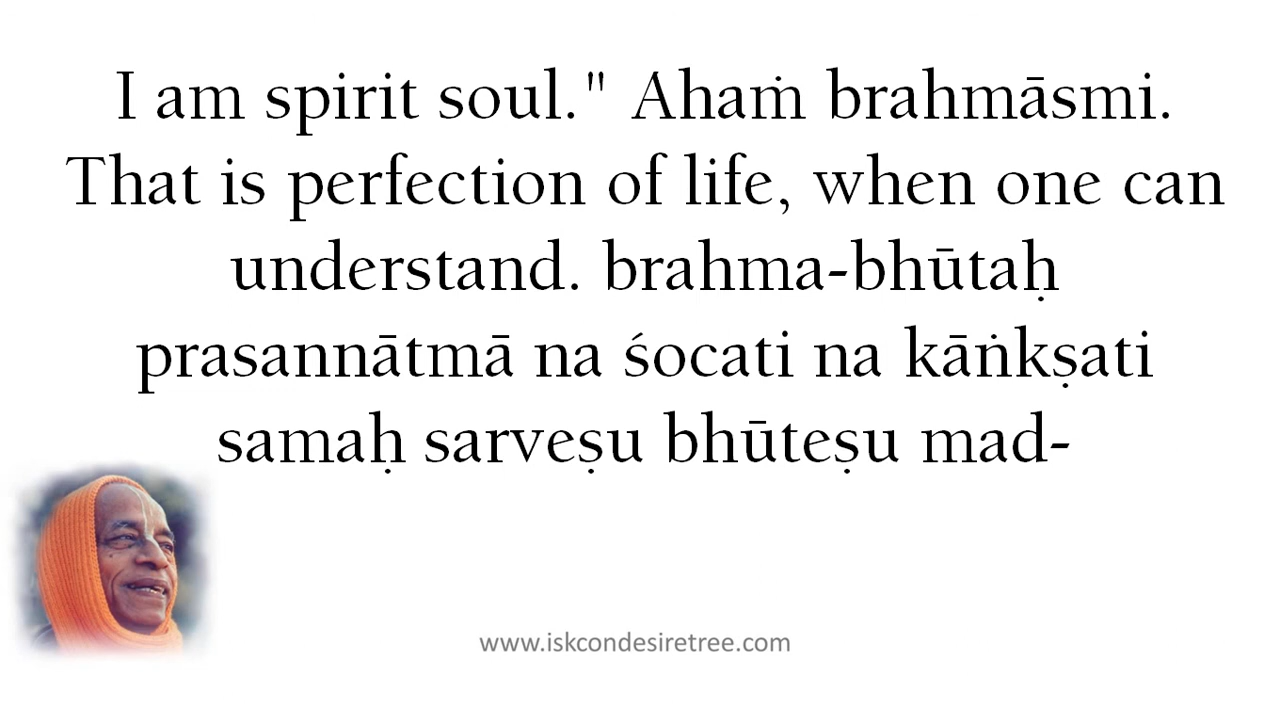 I am spirit soul." Ahaṁ brahmāsmi.
That is perfection of life, when one can
understand. brahma-bhūtaḥ
prasannātmā na śocati na kāṅkṣati
samaḥ sarveṣu bhūteṣu mad-
www.iskcondesiretree.com